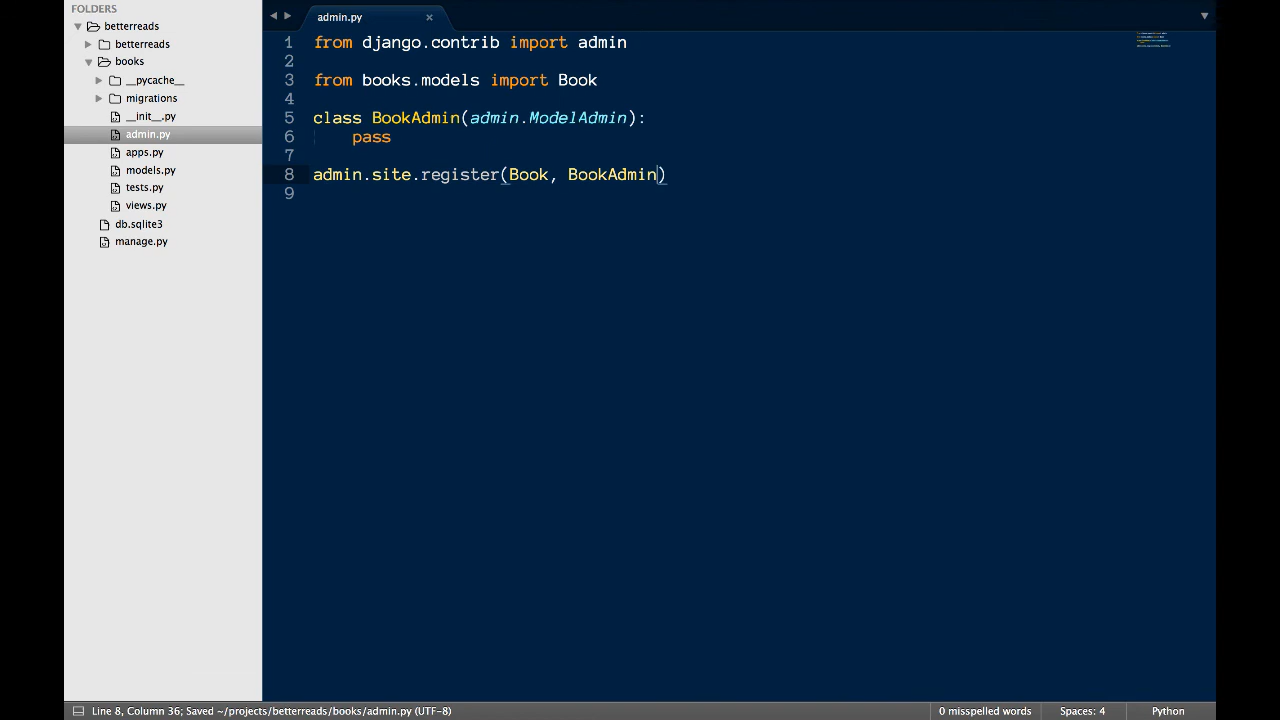 FOLDERS
betterreads
betterreads
books
__pycache__
migrations
__init__.py
admin.py
apps.py
models.py
tests.py
views.py
db.sqlite3
manage.py
admin.py
1 from django.contrib import admin
2
3 from books.models import Book
4
5 class BookAdmin(admin.ModelAdmin):
6     pass
7
8 admin.site.register(Book, BookAdmin)
9
Line 8, Column 36; Saved ~/projects/betterreads/books/admin.py (UTF-8)
0 misspelled words
Spaces: 4
Python